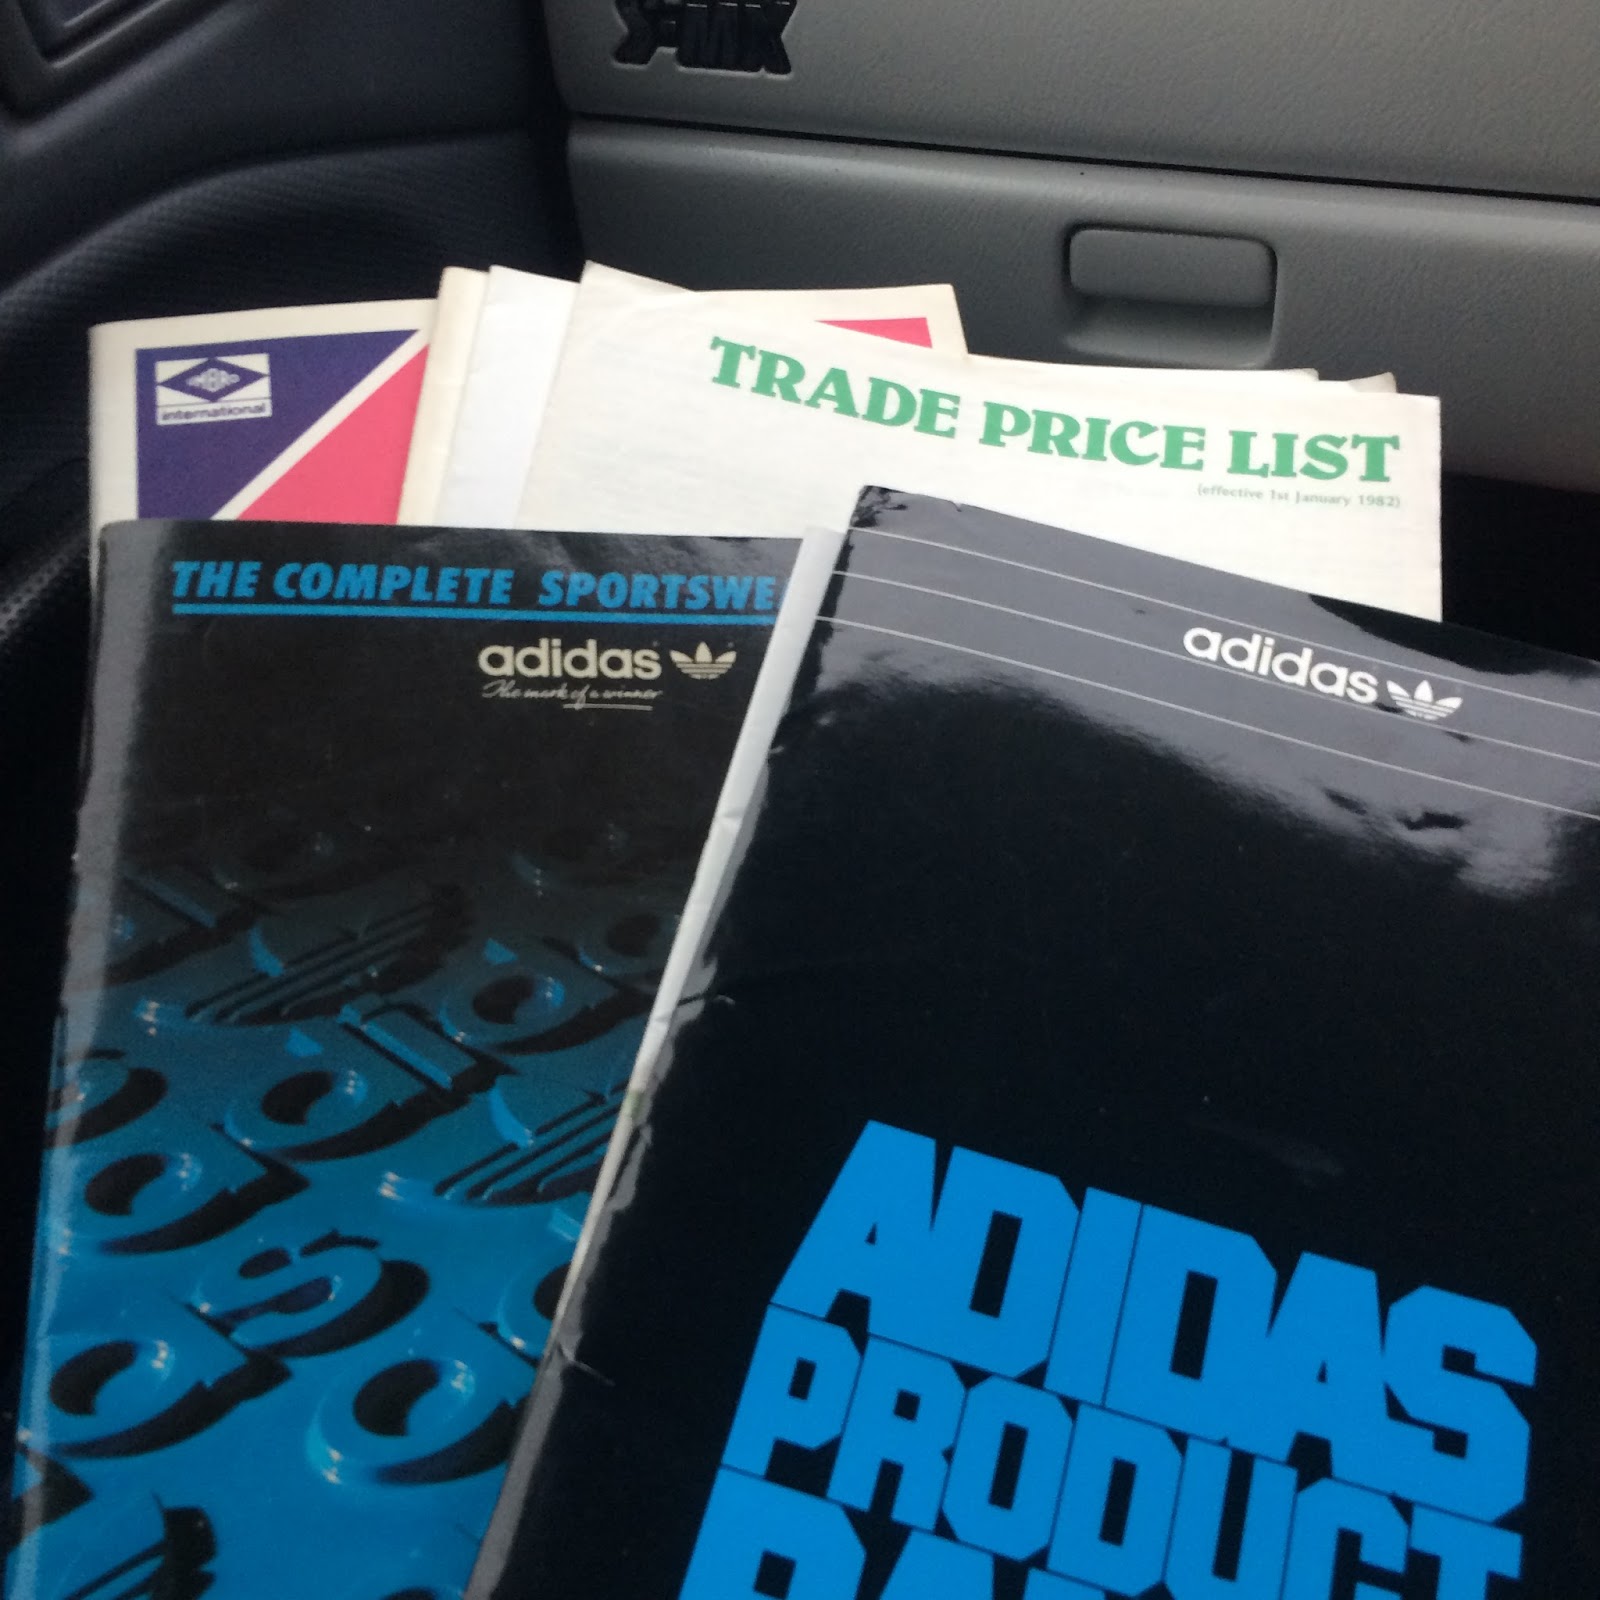 UMBRO
international
TRADE PRICE LIST
(effective 1st January 1982)
THE COMPLETE SPORTSWE
adidas
The mark of a winner
adidas
ADIDAS
PRODUCT